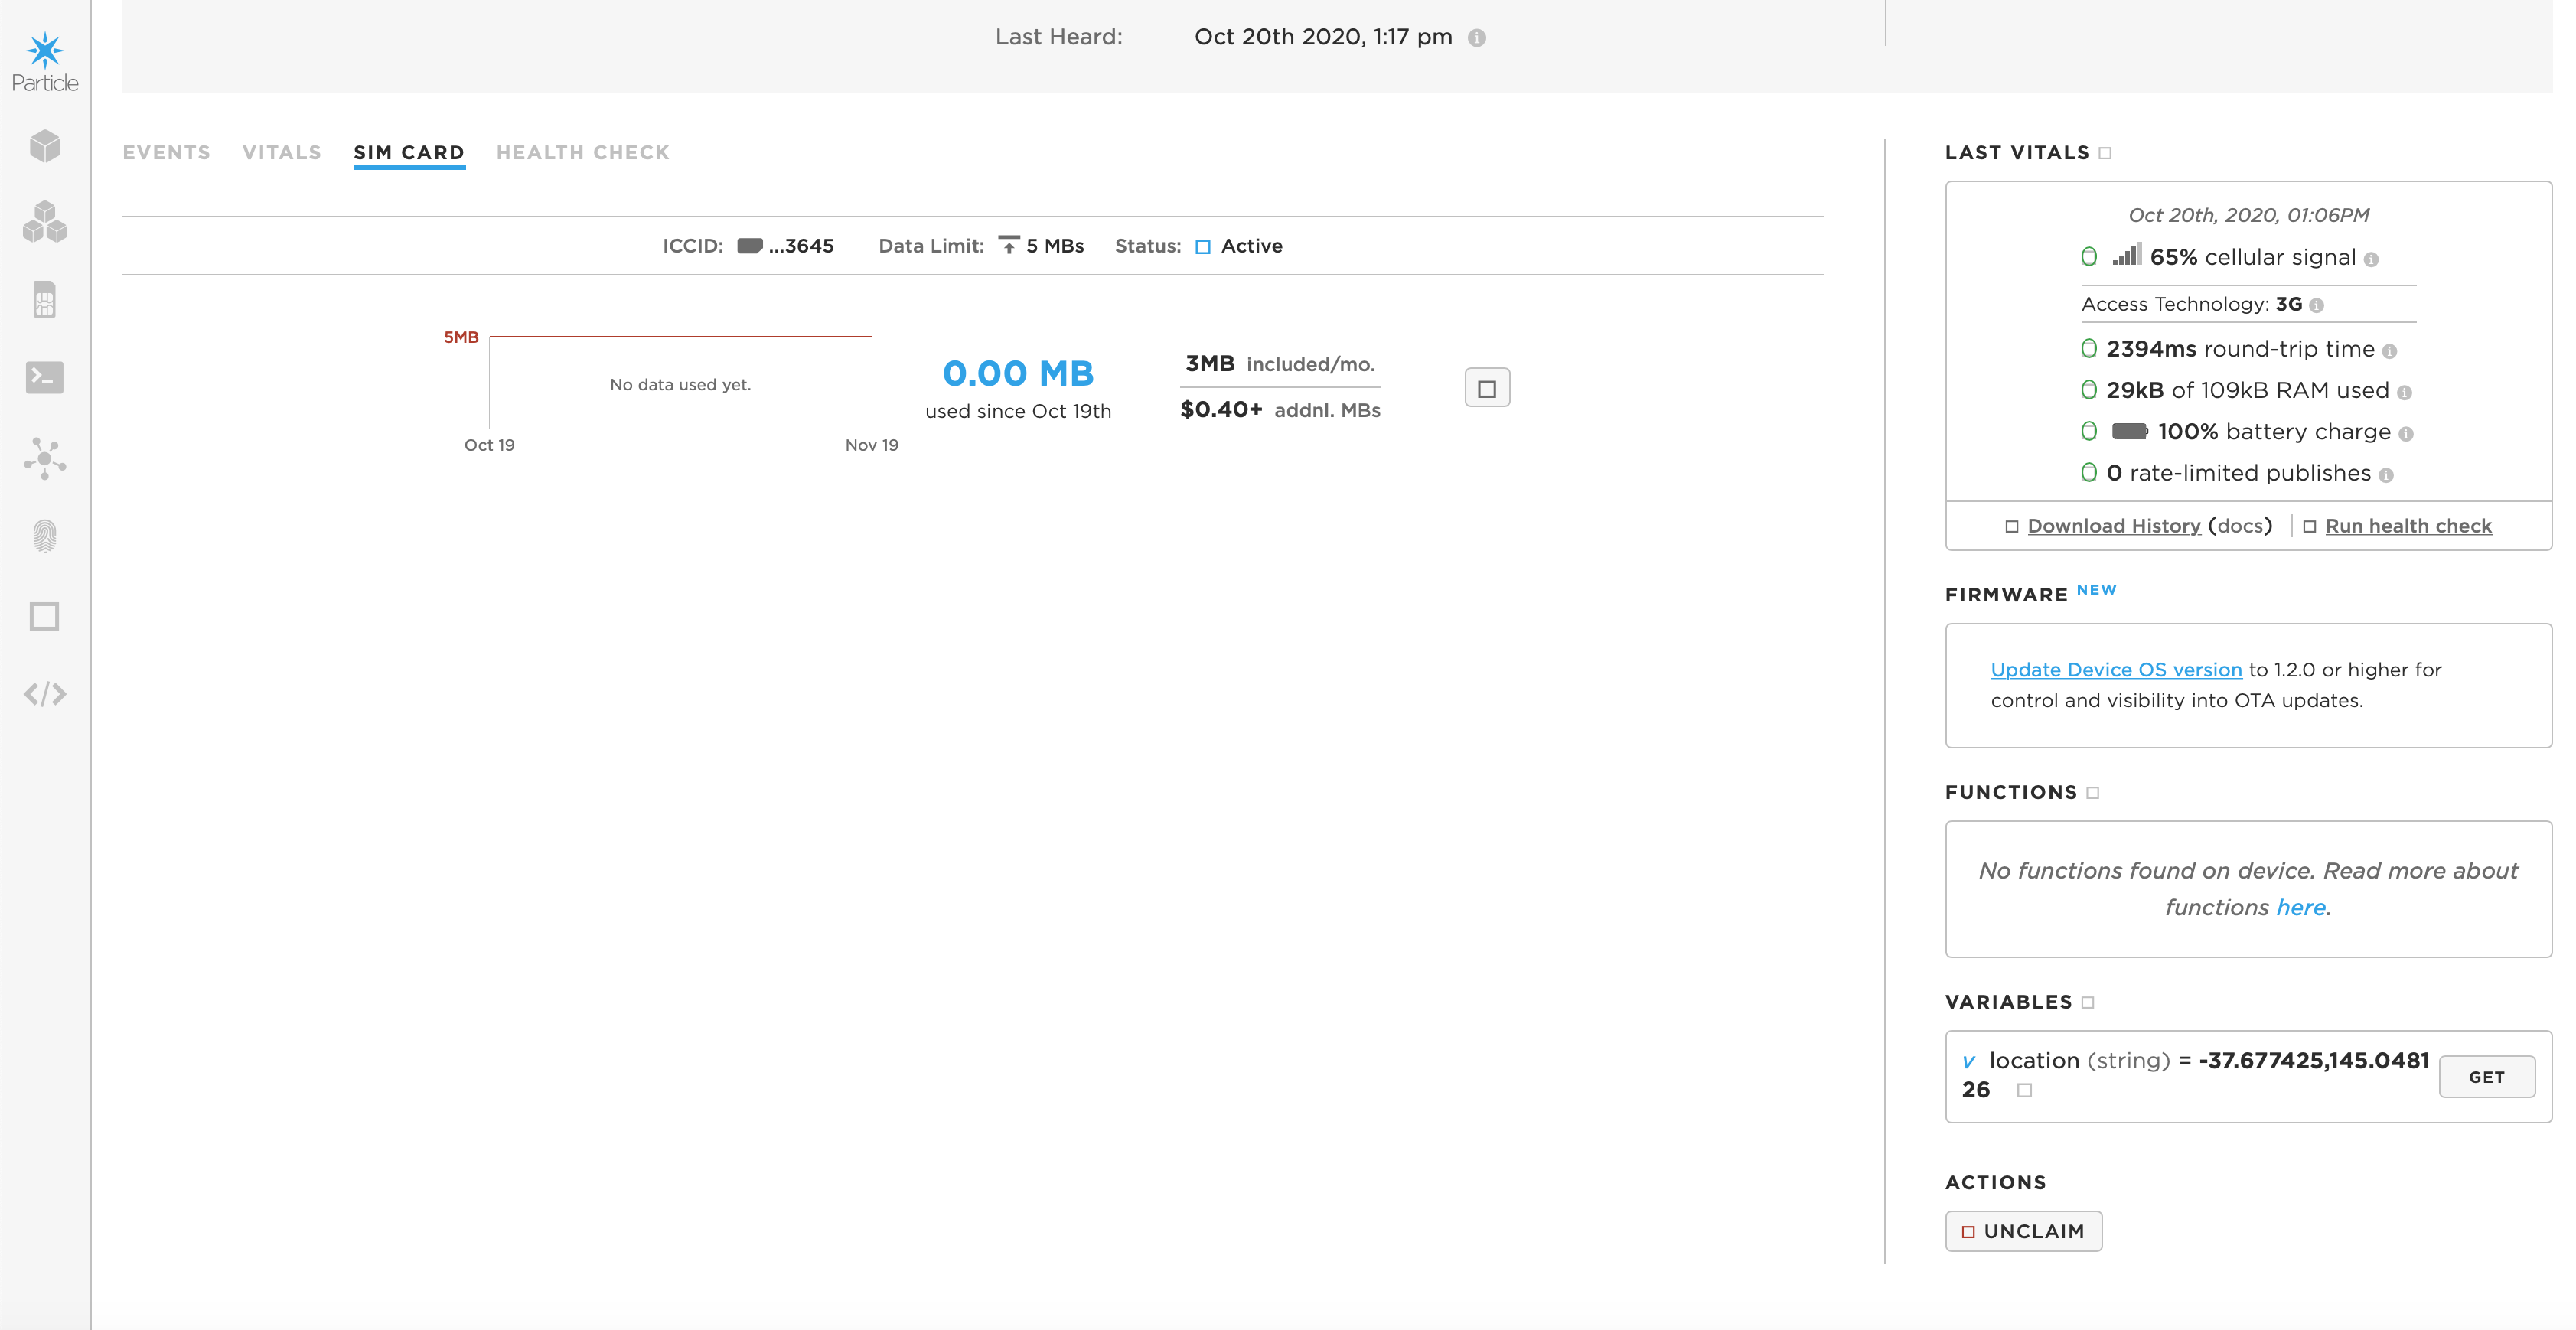 Particle
Last Heard: Oct 20th 2020, 1:17 pm
EVENTS VITALS SIM CARD HEALTH CHECK
ICCID: ...3645 Data Limit: 5 MBs Status: Active
5MB
No data used yet.
Oct 19 Nov 19
0.00 MB
used since Oct 19th
3MB included/mo.
$0.40+ addnl. MBs
LAST VITALS
Oct 20th, 2020, 01:06PM
65% cellular signal
Access Technology: 3G
2394ms round-trip time
29kB of 109kB RAM used
100% battery charge
0 rate-limited publishes
Download History (docs) | Run health check
FIRMWARE NEW
Update Device OS version to 1.2.0 or higher for
control and visibility into OTA updates.
FUNCTIONS
No functions found on device. Read more about
functions here.
VARIABLES
v location (string) = -37.677425,145.0481
26
GET
ACTIONS
UNCLAIM